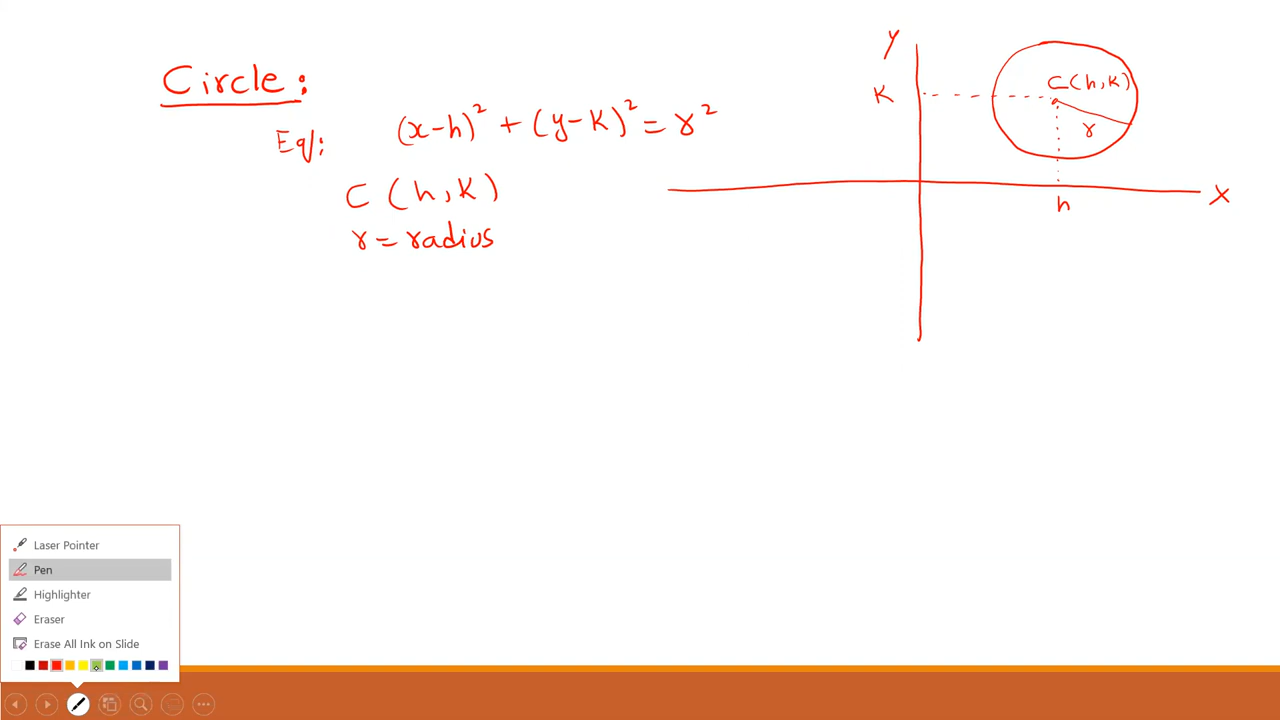 Circle:
Eq/: (x-h)² + (y-k)² = r²
C (h,k)
r = radius
Y
K
C(h,k)
r
h
X
Laser Pointer
Pen
Highlighter
Eraser
Erase All Ink on Slide